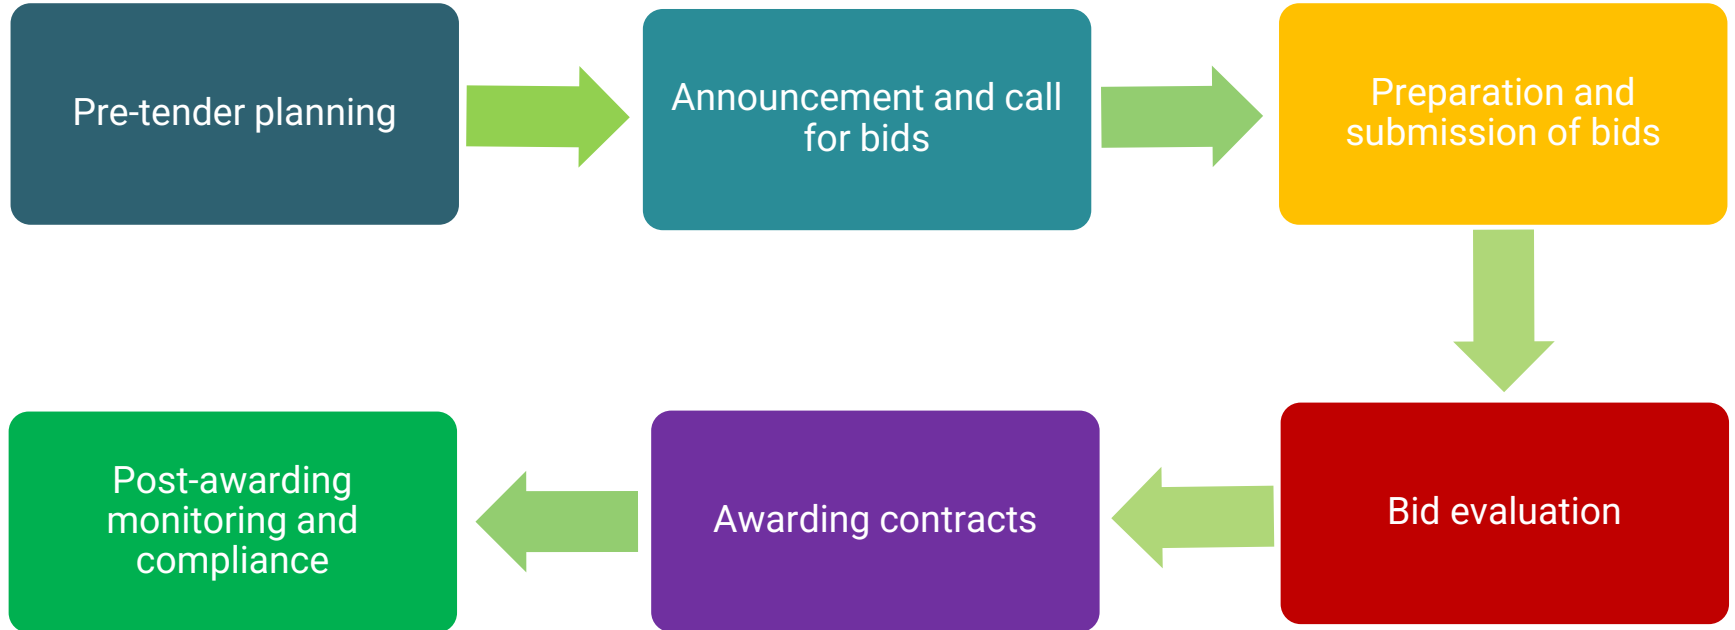 Pre-tender planning
Announcement and call
for bids
Preparation and
submission of bids
Bid evaluation
Awarding contracts
Post-awarding
monitoring and
compliance